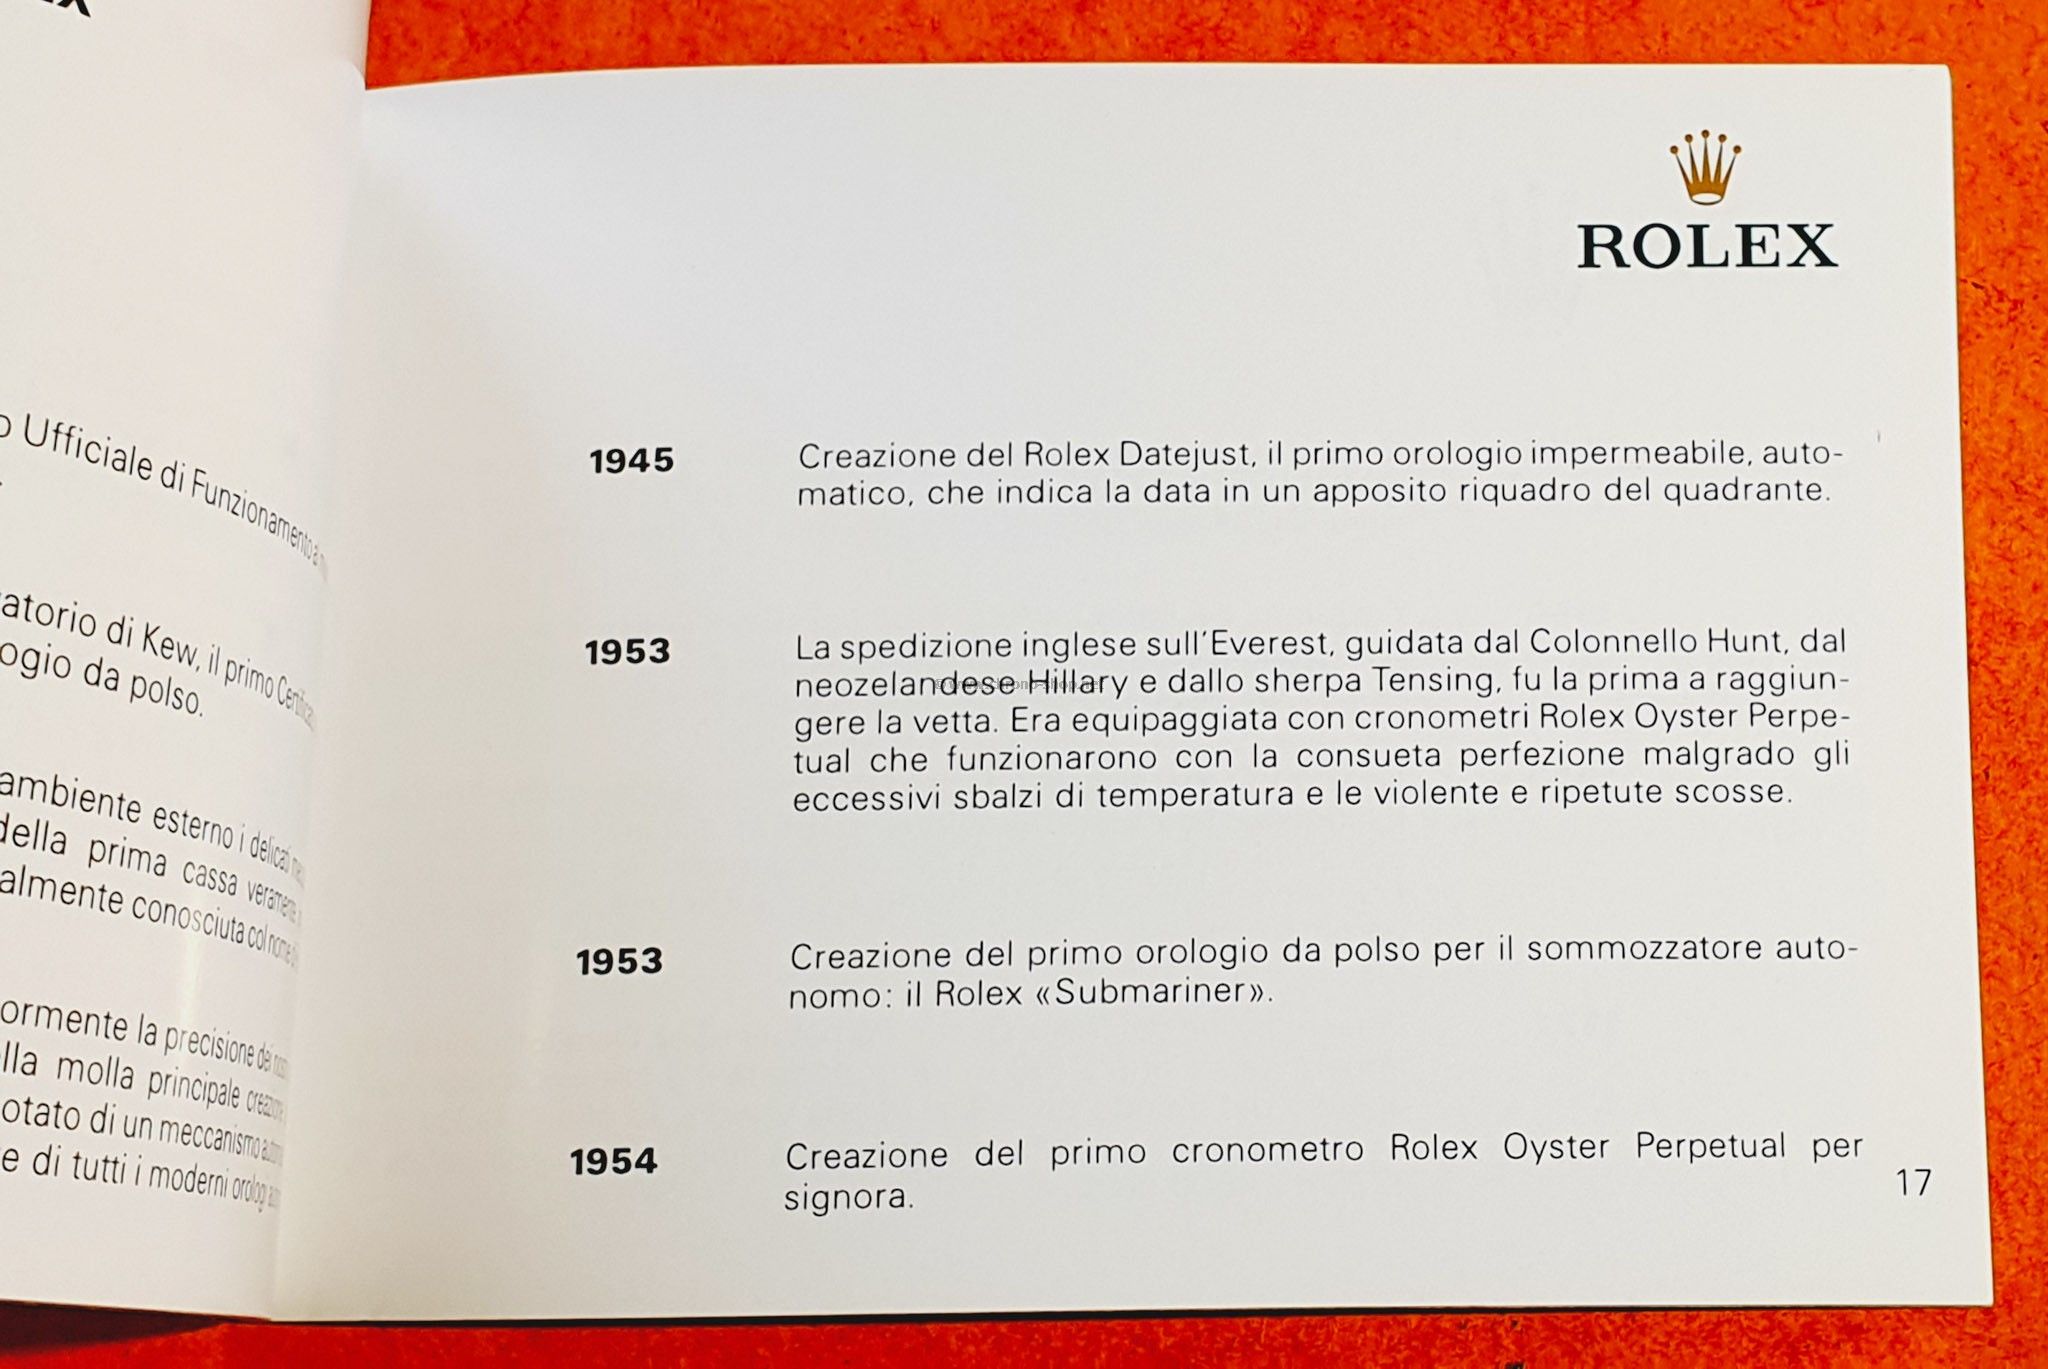 o Ufficiale di Funzionamento
atorio di Kew, il primo
ogio da polso.
ambiente esterno i delicati
della prima cassa veramente
almente conosciuta col nome
ormente la precisione dei
lla molla principale
otato di un meccanismo
e di tutti i moderni orologi
ROLEX
1945 Creazione del Rolex Datejust, il primo orologio impermeabile, auto-
matico, che indica la data in un apposito riquadro del quadrante.
1953 La spedizione inglese sull'Everest, guidata dal Colonnello Hunt, dal
neozelandese Hillary e dallo sherpa Tensing, fu la prima a raggiun-
gere la vetta. Era equipaggiata con cronometri Rolex Oyster Perpe-
tual che funzionarono con la consueta perfezione malgrado gli
eccessivi sbalzi di temperatura e le violente e ripetute scosse.
© www.chrono-shop.net
1953 Creazione del primo orologio da polso per il sommozzatore auto-
nomo: il Rolex «Submariner».
1954 Creazione del primo cronometro Rolex Oyster Perpetual per
signora.
17